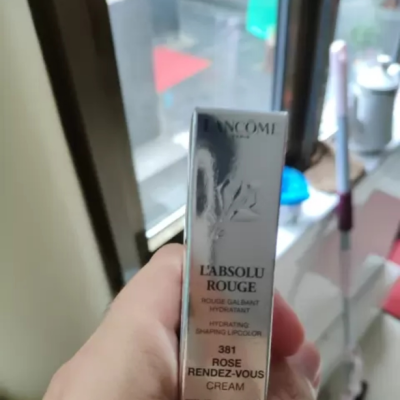 LANCÔME
PARIS
L'ABSOLU
ROUGE
ROUGE GALBANT
HYDRATANT
HYDRATING
SHAPING LIPCOLOR
381
ROSE
RENDEZ-VOUS
CREAM